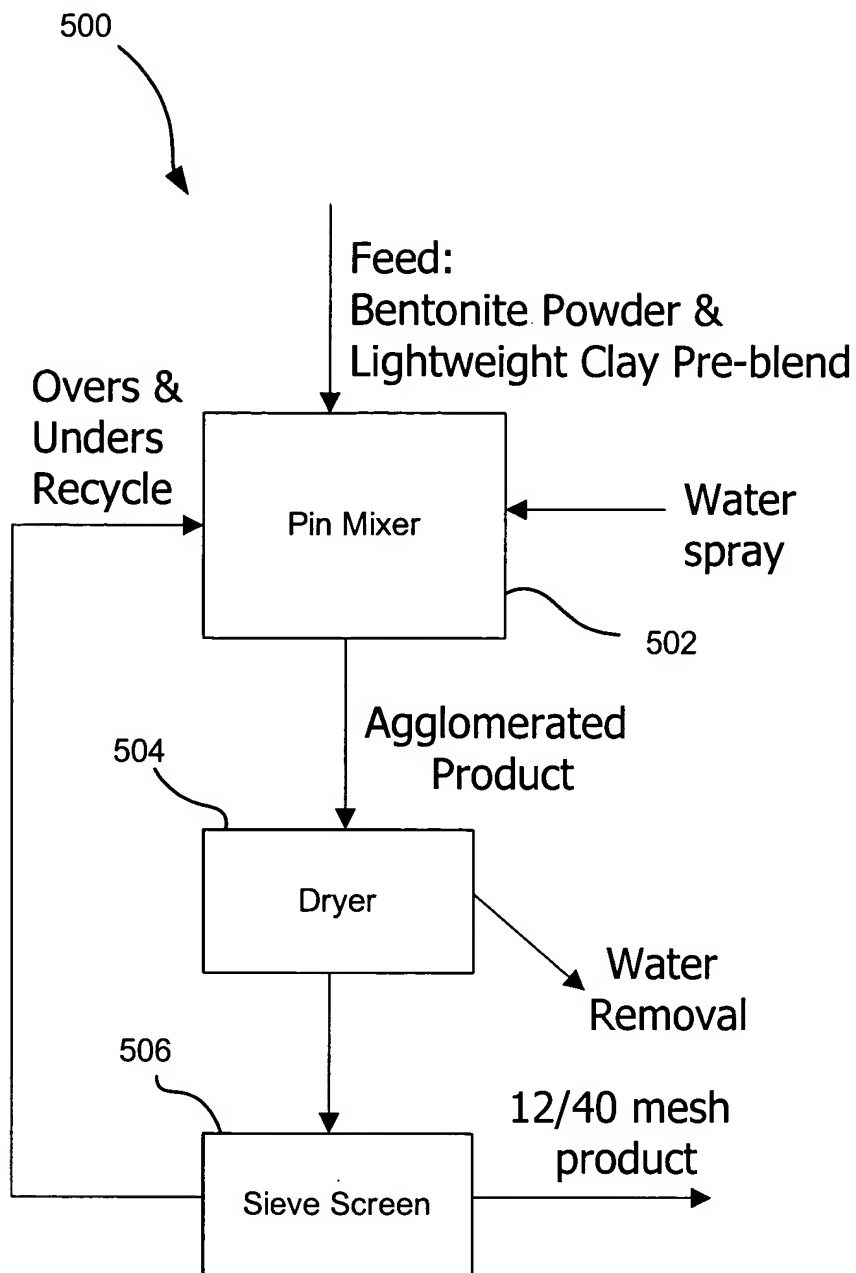 500
Feed:
Bentonite Powder &
Lightweight Clay Pre-blend
Overs &
Unders
Recycle
Pin Mixer
Water
spray
502
Agglomerated
Product
504
Dryer
Water
Removal
506
12/40 mesh
product
Sieve Screen